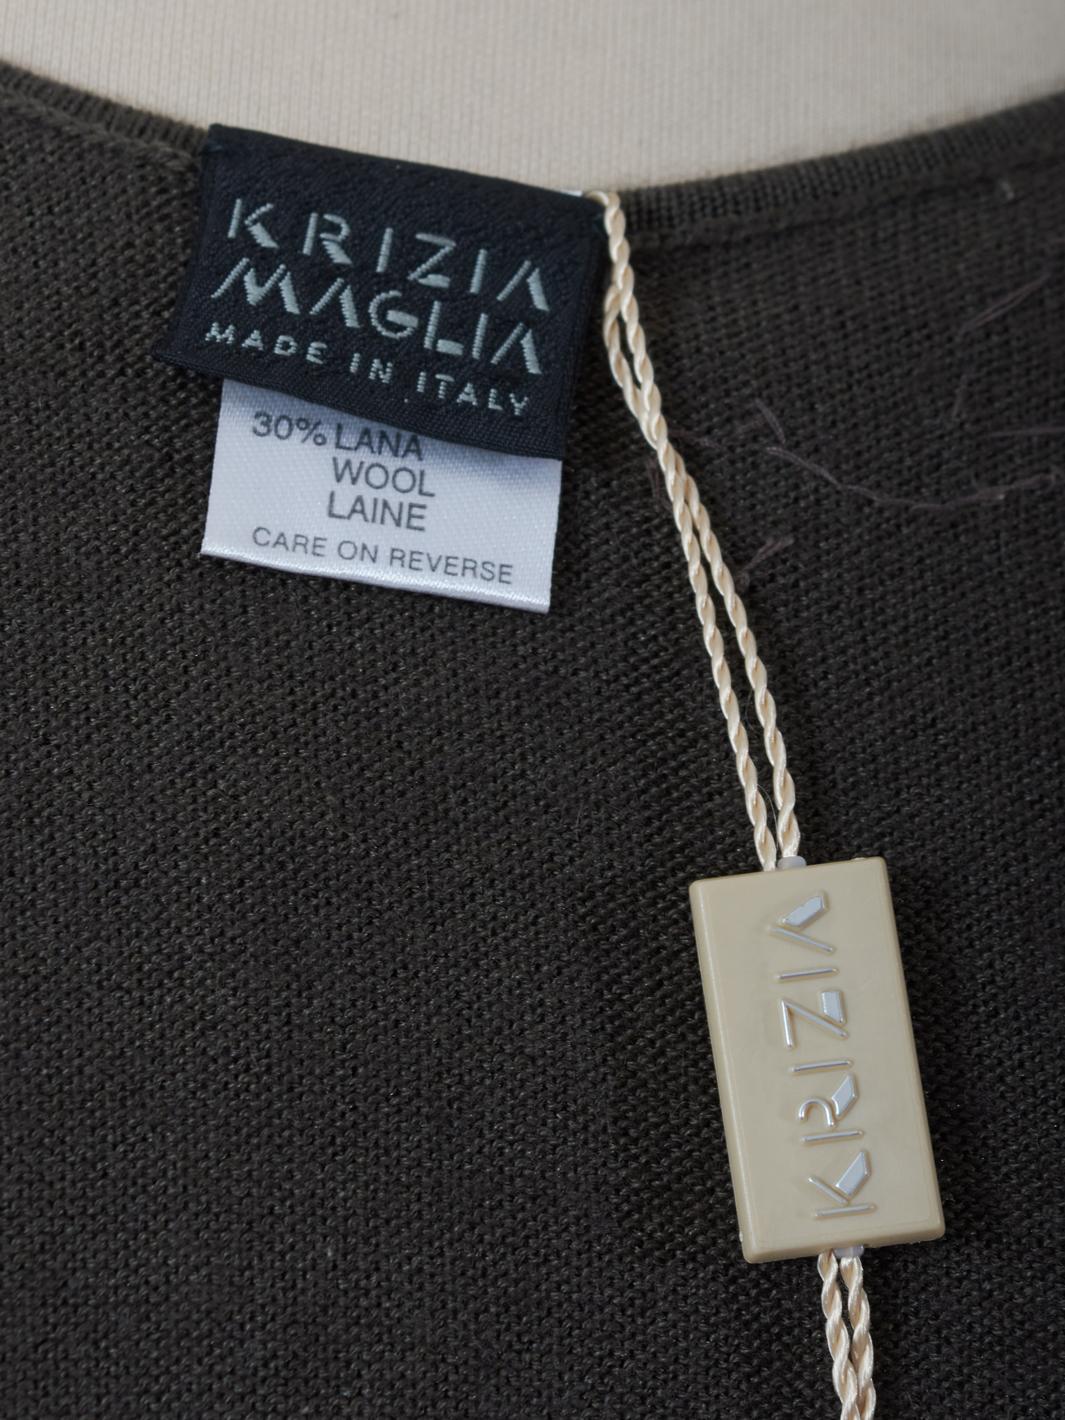 KRIZIA
MAGLIA
MADE IN ITALY
30% LANA
WOOL
LAINE
CARE ON REVERSE
KRIZIA